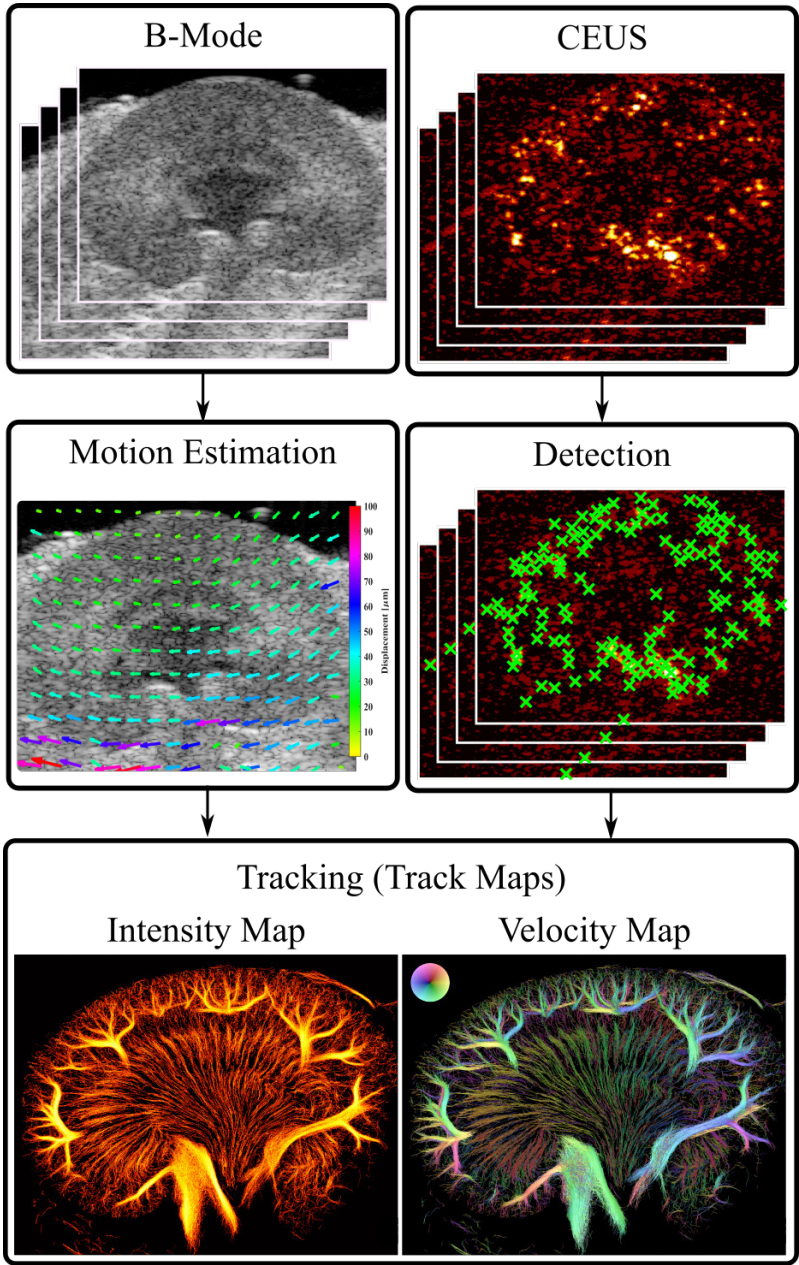 B-Mode
CEUS
Motion Estimation
Detection
100
90
80
70
60
50
40
30
20
10
0
Displacement [μm]
Tracking (Track Maps)
Intensity Map
Velocity Map